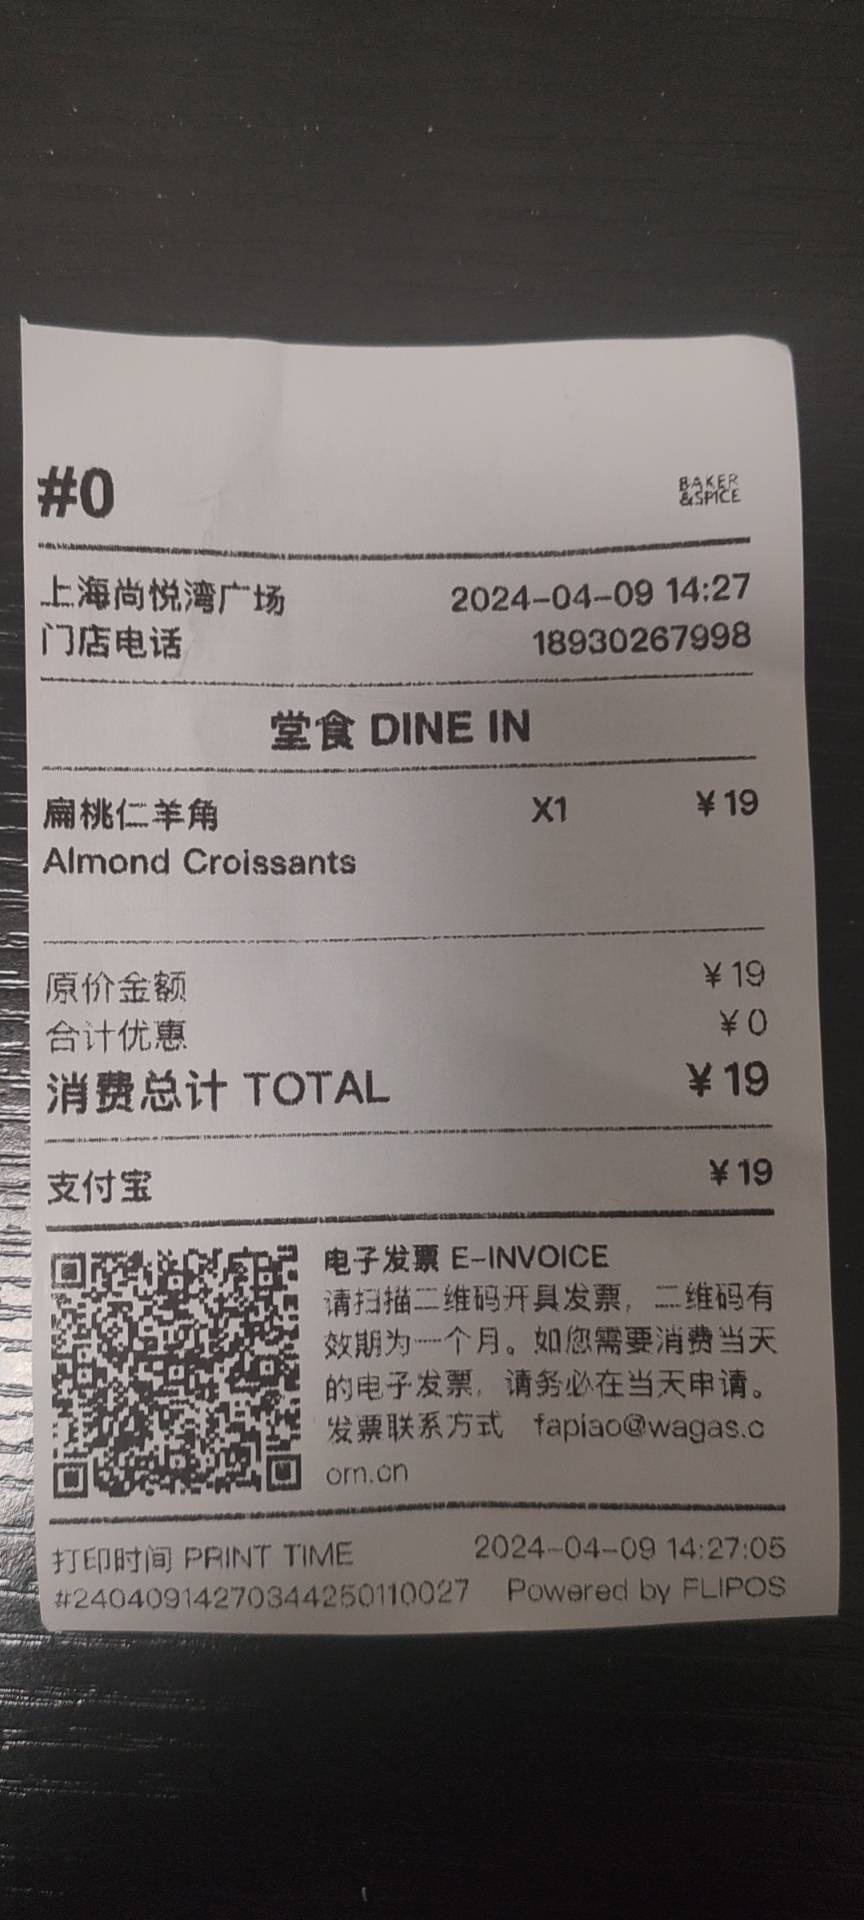 #0
BAKER
&SPICE
上海尚悦湾广场 2024-04-09 14:27
门店电话 18930267998
堂食 DINE IN
扁桃仁羊角 X1 ¥19
Almond Croissants
原价金额 ¥19
合计优惠 ¥0
消费总计 TOTAL ¥19
支付宝 ¥19
电子发票 E-INVOICE
请扫描二维码开具发票，二维码有
效期为一个月。如您需要消费当天
的电子发票，请务必在当天申请。
发票联系方式 fapiao@wagas.c
om.cn
打印时间 PRINT TIME 2024-04-09 14:27:05
#24040914270344250110027 Powered by FLIPOS